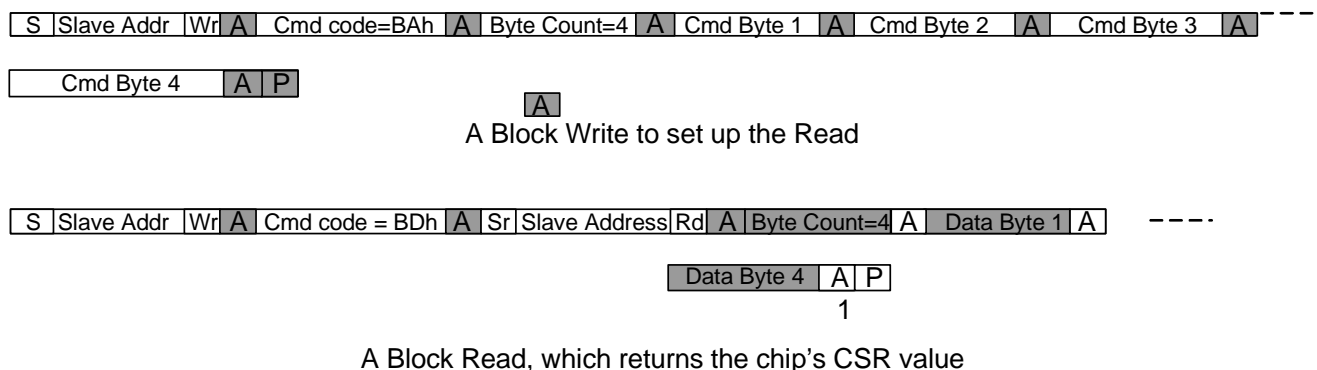 S Slave Addr Wr A Cmd code=BAh A Byte Count=4 A Cmd Byte 1 A Cmd Byte 2 A Cmd Byte 3 A
Cmd Byte 4 A P
A
A Block Write to set up the Read
S Slave Addr Wr A Cmd code = BDh A Sr Slave Address Rd A Byte Count=4 A Data Byte 1 A
Data Byte 4 A P
1
A Block Read, which returns the chip's CSR value